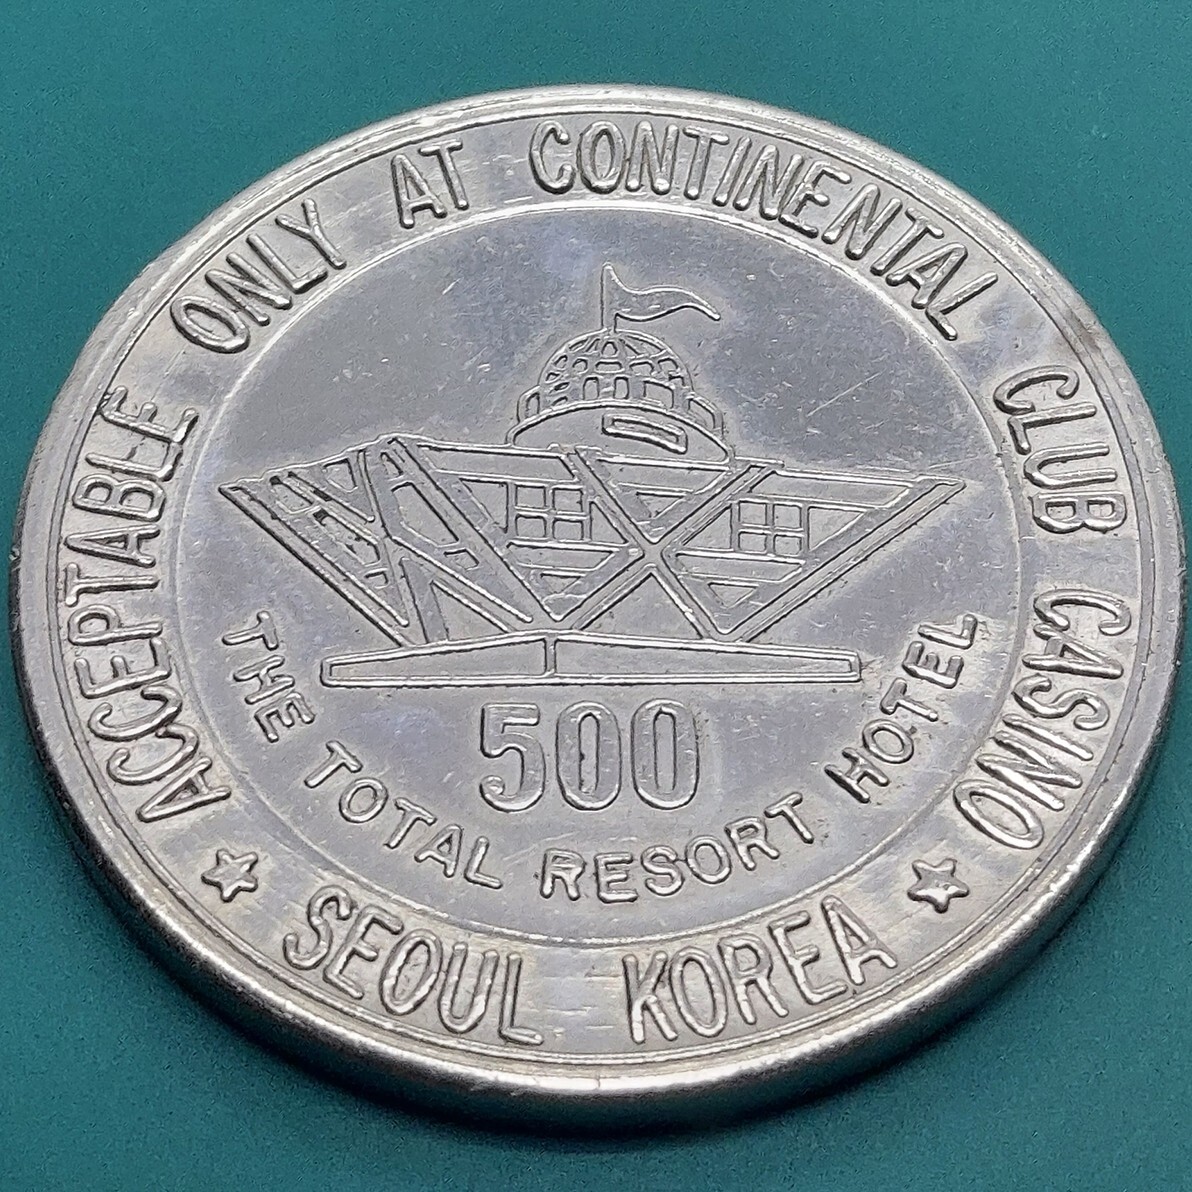 ACCEPTABLE ONLY AT CONTINENTAL CLUB CASINO
500
THE TOTAL RESORT HOTEL
SEOUL KOREA